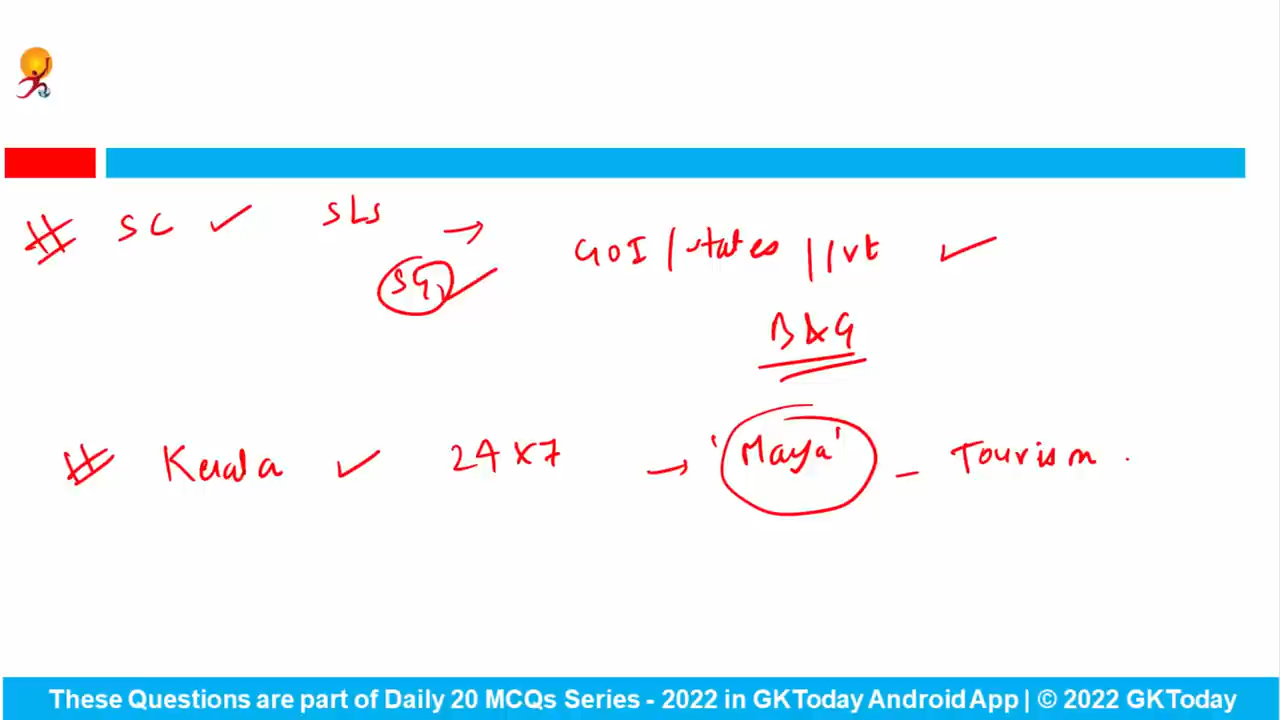 # SC ✓ SLS → GOI / states / Pvt ✓
SG ✓
B&G
# Kerala ✓ 24x7 → 'Maya' - Tourism.
These Questions are part of Daily 20 MCQs Series - 2022 in GKToday Android App | © 2022 GKToday